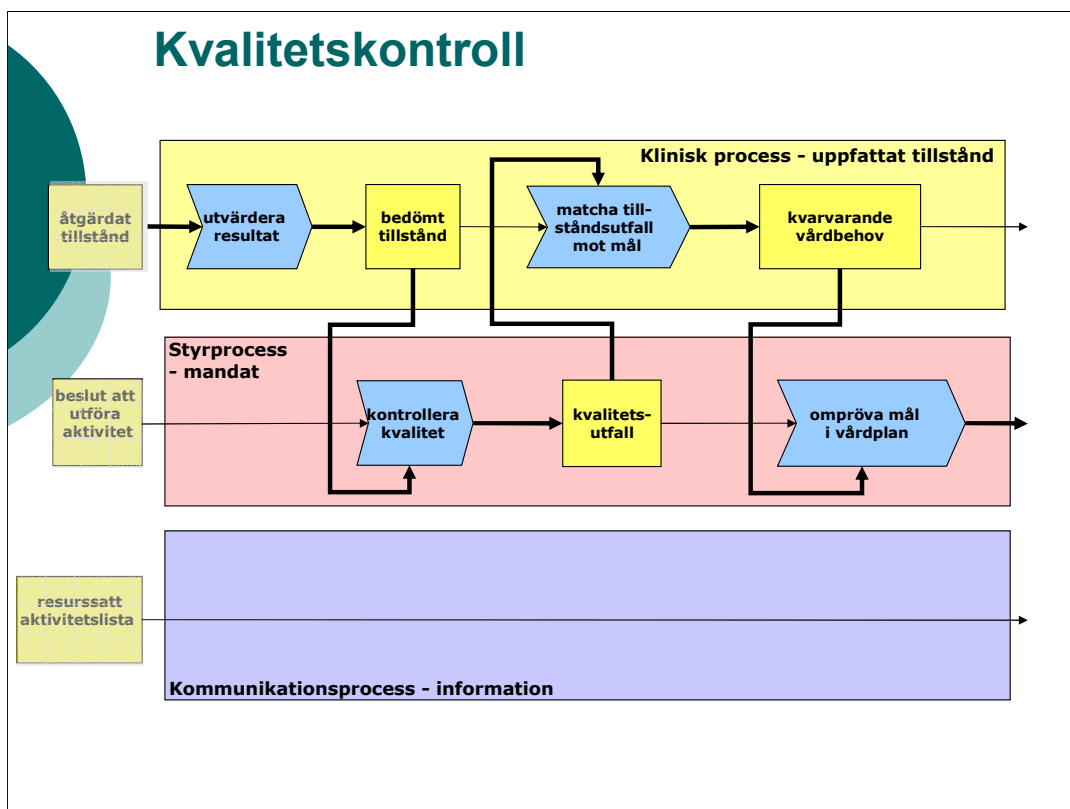 Kvalitetskontroll
Klinisk process - uppfattat tillstånd
åtgärdat
tillstånd
utvärdera
resultat
bedömt
tillstånd
matcha till-
ståndsutfall
mot mål
kvarvarande
vårdbehov
Styrprocess
- mandat
beslut att
utföra
aktivitet
kontrollera
kvalitet
kvalitets-
utfall
ompröva mål
i vårdplan
resurssatt
aktivitetslista
Kommunikationsprocess - information